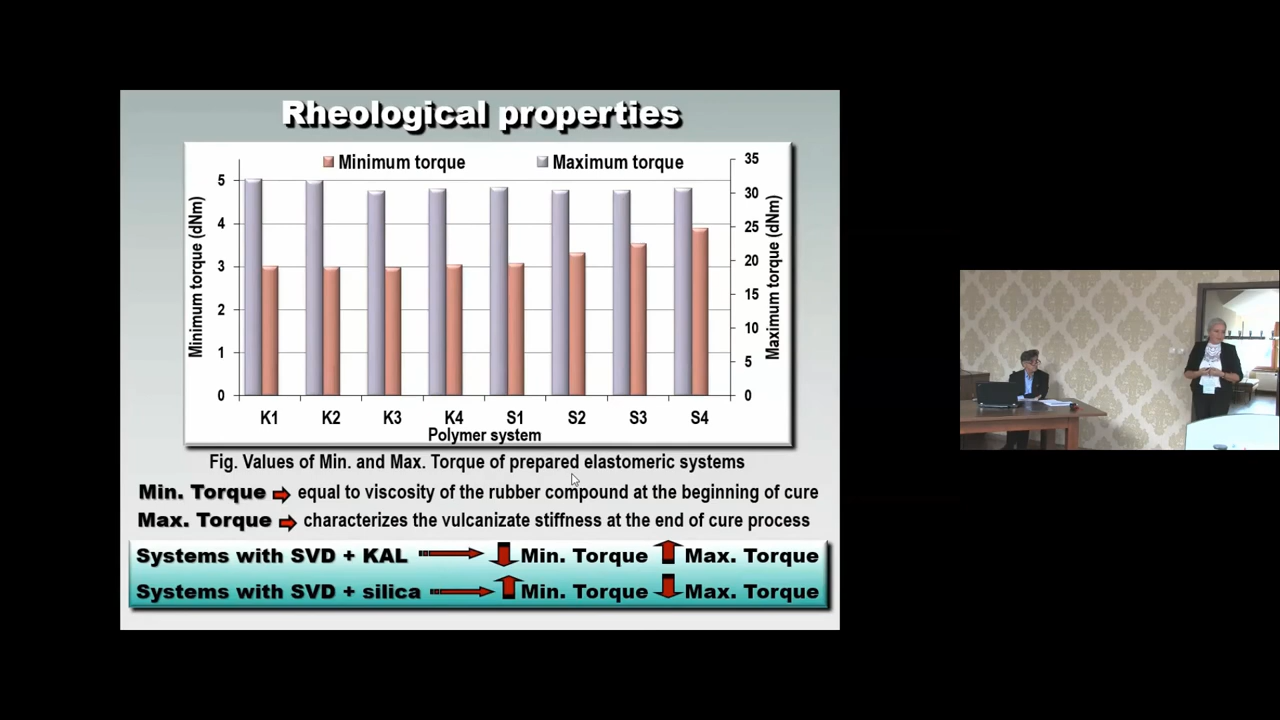 Rheological properties
Minimum torque
Maximum torque
Minimum torque (dNm)
5
4
3
2
1
0
35
30
25
20
15
10
5
0
Maximum torque (dNm)
K1 K2 K3 K4 S1 S2 S3 S4
Polymer system
Fig. Values of Min. and Max. Torque of prepared elastomeric systems
Min. Torque equal to viscosity of the rubber compound at the beginning of cure
Max. Torque characterizes the vulcanizate stiffness at the end of cure process
Systems with SVD + KAL Min. Torque Max. Torque
Systems with SVD + silica Min. Torque Max. Torque